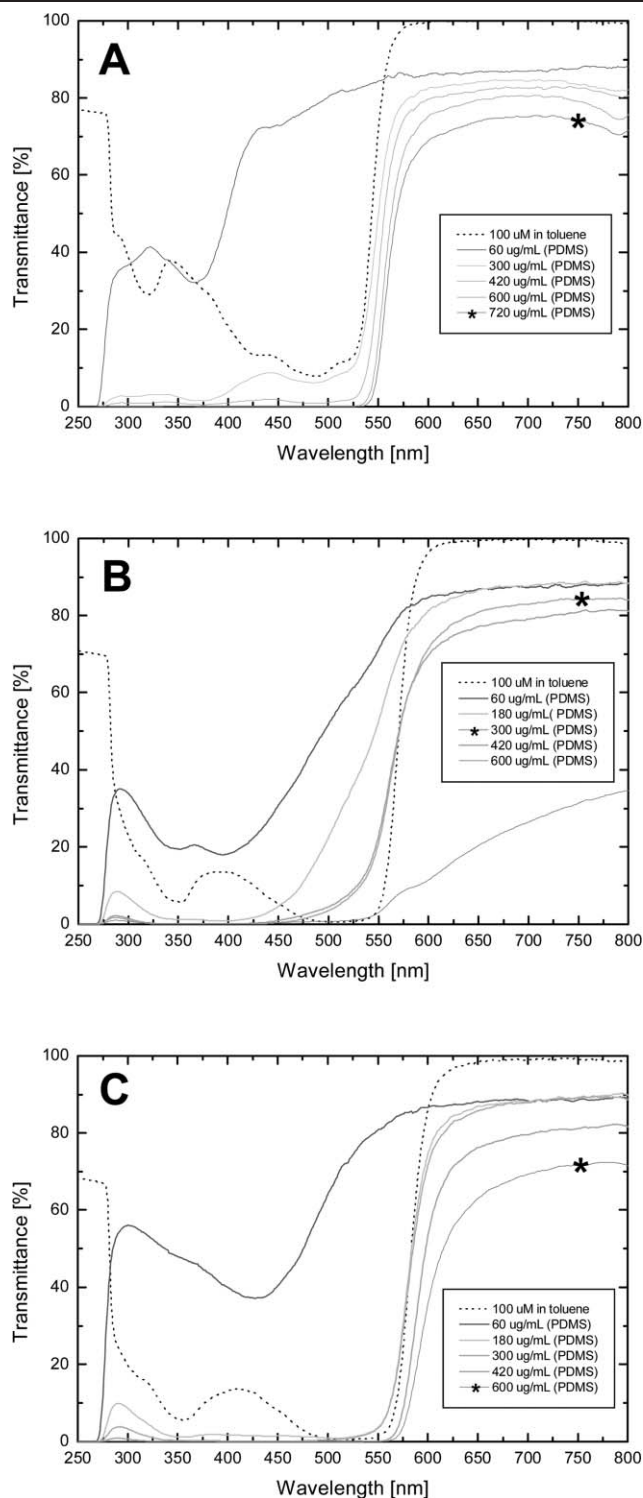 A
Transmittance [%]
100
80
60
40
20
0
100 uM in toluene
60 ug/mL (PDMS)
300 ug/mL (PDMS)
420 ug/mL (PDMS)
600 ug/mL (PDMS)
* 720 ug/mL (PDMS)
*
250 300 350 400 450 500 550 600 650 700 750 800
Wavelength [nm]
B
Transmittance [%]
100
80
60
40
20
0
100 uM in toluene
60 ug/mL (PDMS)
180 ug/mL( PDMS)
* 300 ug/mL (PDMS)
420 ug/mL (PDMS)
600 ug/mL (PDMS)
*
250 300 350 400 450 500 550 600 650 700 750 800
Wavelength [nm]
C
Transmittance [%]
100
80
60
40
20
0
100 uM in toluene
60 ug/mL (PDMS)
180 ug/mL (PDMS)
300 ug/mL (PDMS)
420 ug/mL (PDMS)
* 600 ug/mL (PDMS)
*
250 300 350 400 450 500 550 600 650 700 750 800
Wavelength [nm]